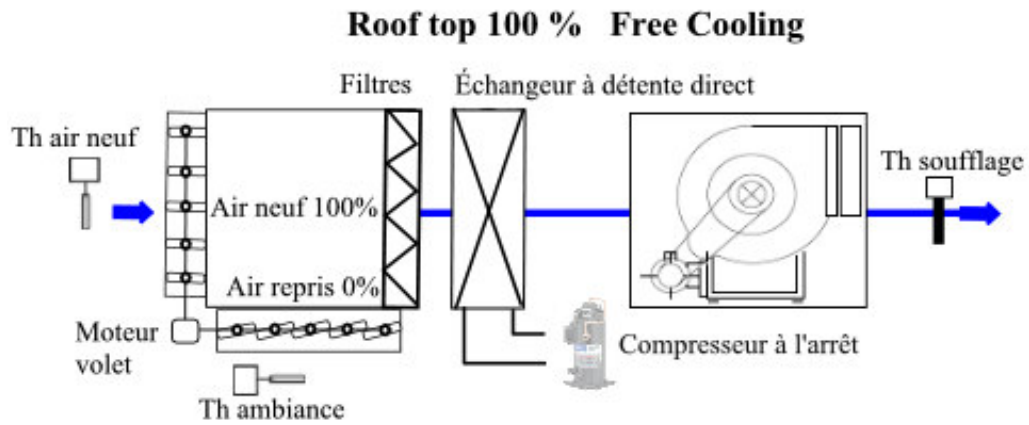 Roof top 100 % Free Cooling
Filtres
Échangeur à détente direct
Th air neuf
Th soufflage
Air neuf 100%
Air repris 0%
Moteur
volet
Compresseur à l'arrêt
Th ambiance